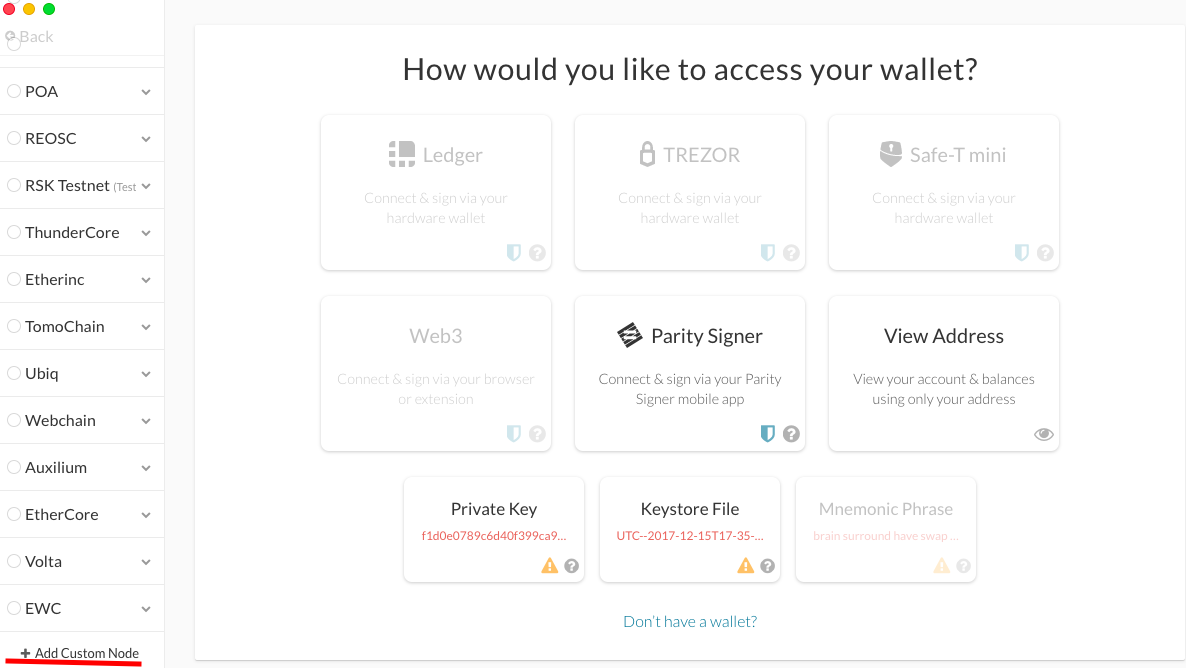 Back
POA
REOSC
RSK Testnet (Test
ThunderCore
Etherinc
TomoChain
Ubiq
Webchain
Auxilium
EtherCore
Volta
EWC
+ Add Custom Node
How would you like to access your wallet?
Ledger
Connect & sign via your
hardware wallet
?
TREZOR
Connect & sign via your
hardware wallet
?
Safe-T mini
Connect & sign via your
hardware wallet
?
Web3
Connect & sign via your browser
or extension
?
Parity Signer
Connect & sign via your Parity
Signer mobile app
?
View Address
View your account & balances
using only your address
Private Key
f1d0e0789c6d40f399ca9...
?
Keystore File
UTC--2017-12-15T17-35-...
?
Mnemonic Phrase
brain surround have swap ...
?
Don't have a wallet?